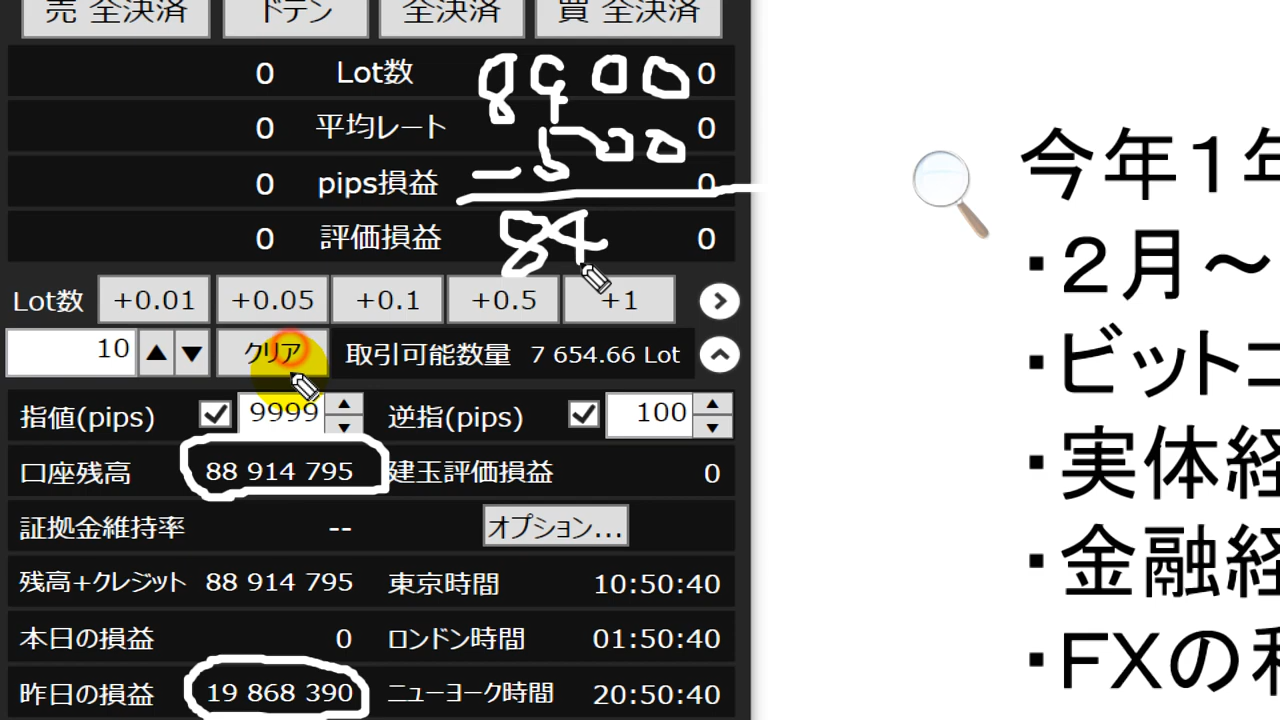 売 全決済 ドテン 全決済 買 全決済
0 Lot数 0
8900
0 平均レート 0
500
0 pips損益 0
-
0 評価損益 0
84
Lot数 +0.01 +0.05 +0.1 +0.5 +1
10 クリア 取引可能数量 7 654.66 Lot
指値(pips) 9999 逆指(pips) 100
口座残高 88 914 795 建玉評価損益 0
証拠金維持率 -- オプション...
残高+クレジット 88 914 795 東京時間 10:50:40
本日の損益 0 ロンドン時間 01:50:40
昨日の損益 19 868 390 ニューヨーク時間 20:50:40
今年1年
・2月～
・ビットコ
・実体経
・金融経
・FXの利